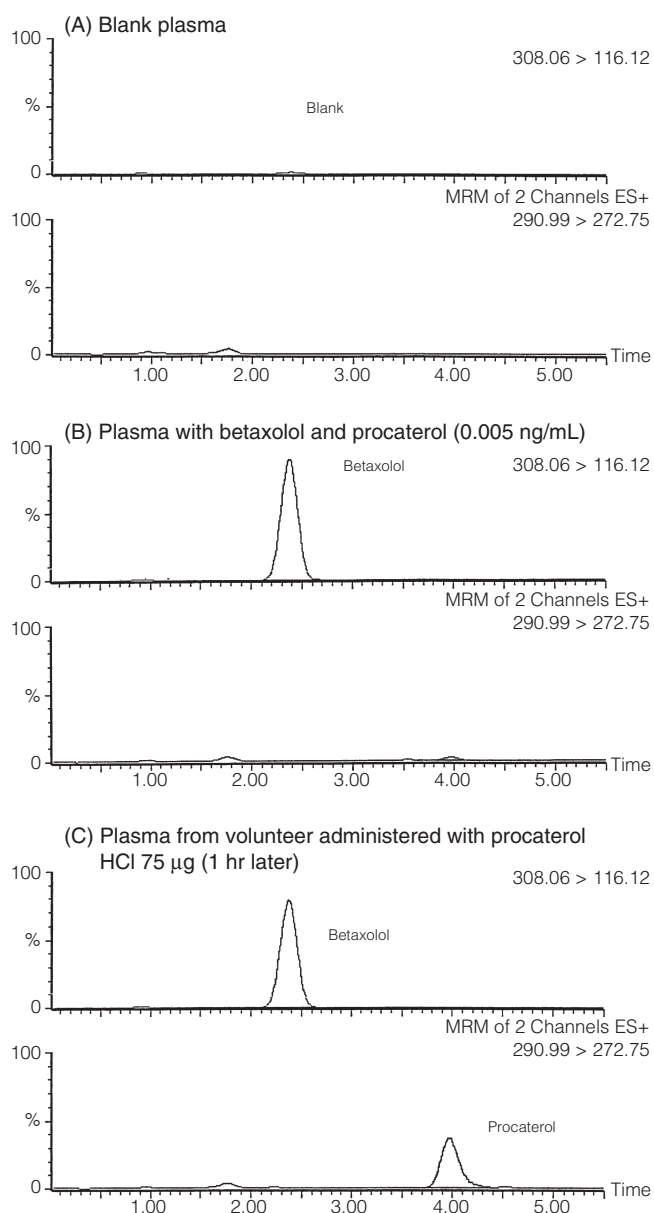 (A) Blank plasma
100
308.06 > 116.12
%
Blank
0
MRM of 2 Channels ES+
100
290.99 > 272.75
%
0
Time
1.00 2.00 3.00 4.00 5.00
(B) Plasma with betaxolol and procaterol (0.005 ng/mL)
100
Betaxolol
308.06 > 116.12
%
0
MRM of 2 Channels ES+
100
290.99 > 272.75
%
0
Time
1.00 2.00 3.00 4.00 5.00
(C) Plasma from volunteer administered with procaterol
HCl 75 µg (1 hr later)
100
308.06 > 116.12
%
Betaxolol
0
MRM of 2 Channels ES+
100
290.99 > 272.75
%
Procaterol
0
Time
1.00 2.00 3.00 4.00 5.00